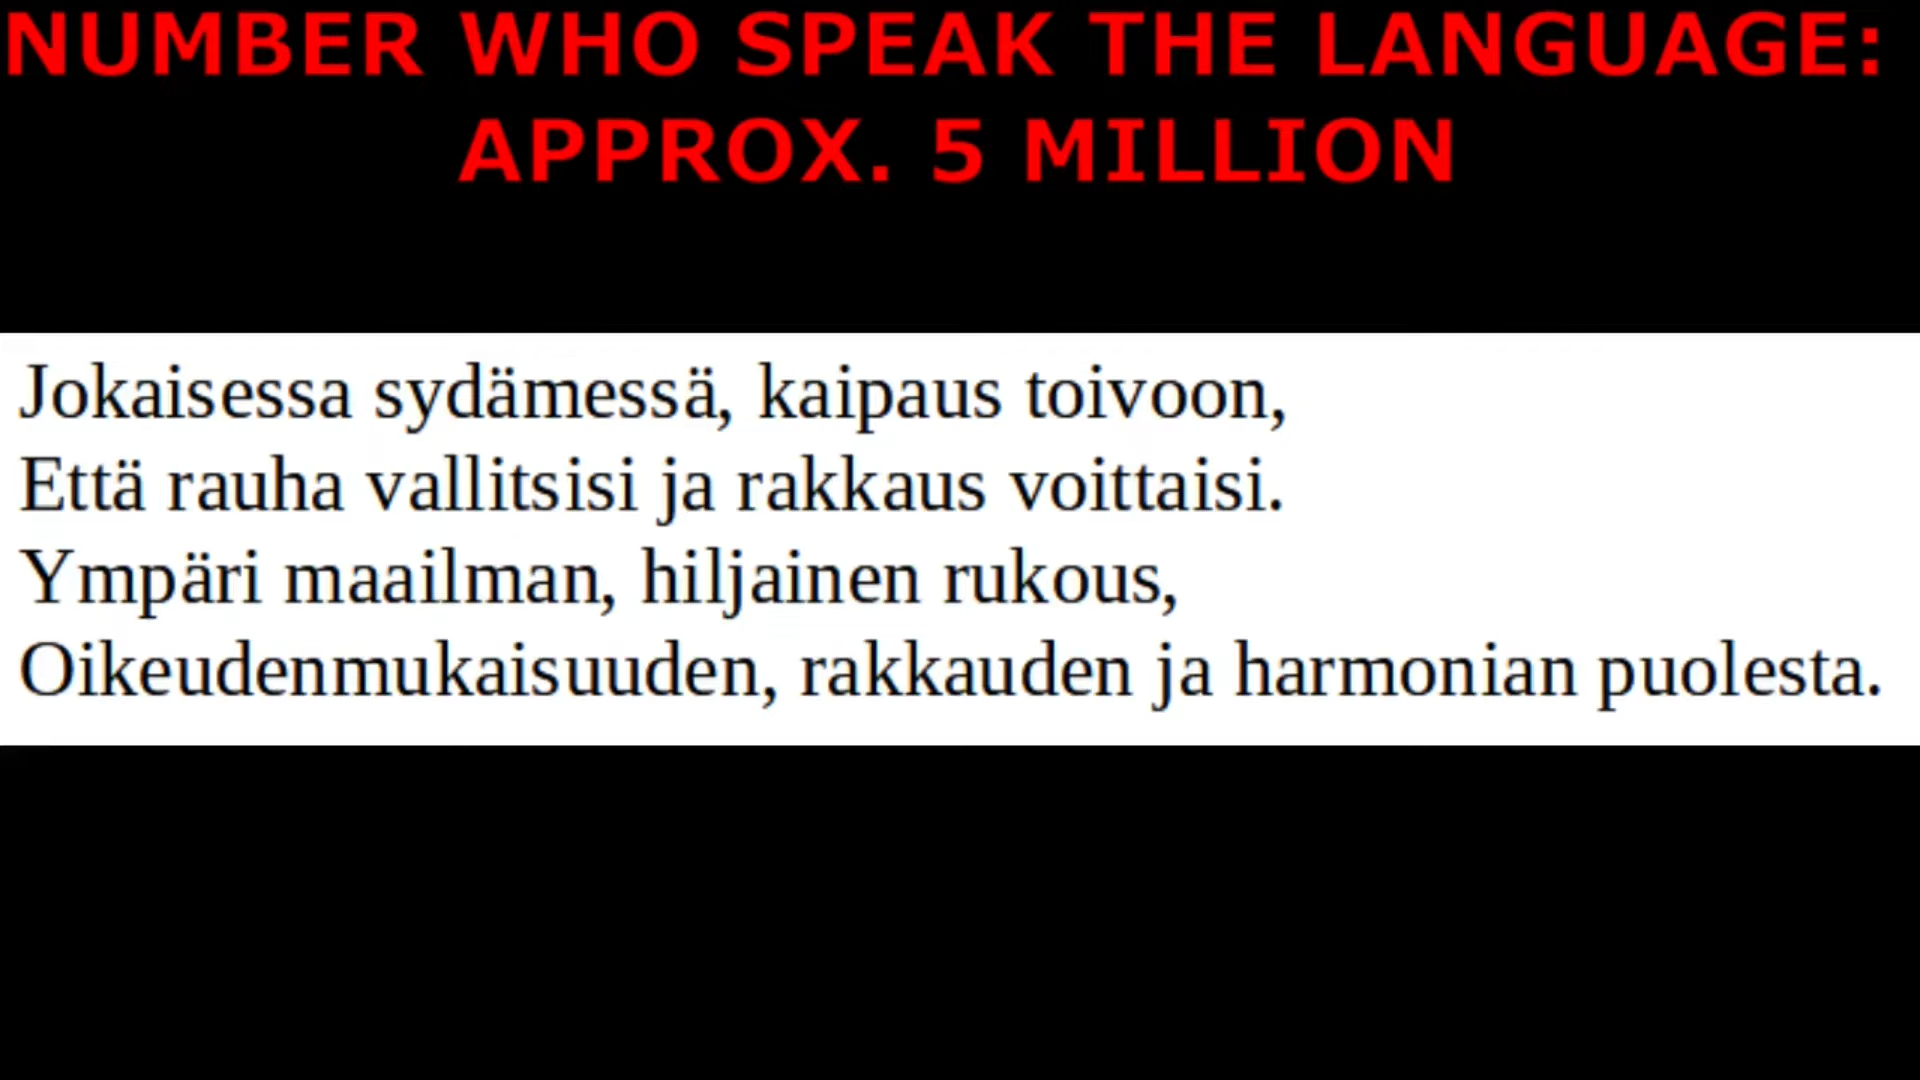 NUMBER WHO SPEAK THE LANGUAGE:
APPROX. 5 MILLION
Jokaisessa sydämessä, kaipaus toivoon,
Että rauha vallitsisi ja rakkaus voittaisi.
Ympäri maailman, hiljainen rukous,
Oikeudenmukaisuuden, rakkauden ja harmonian puolesta.